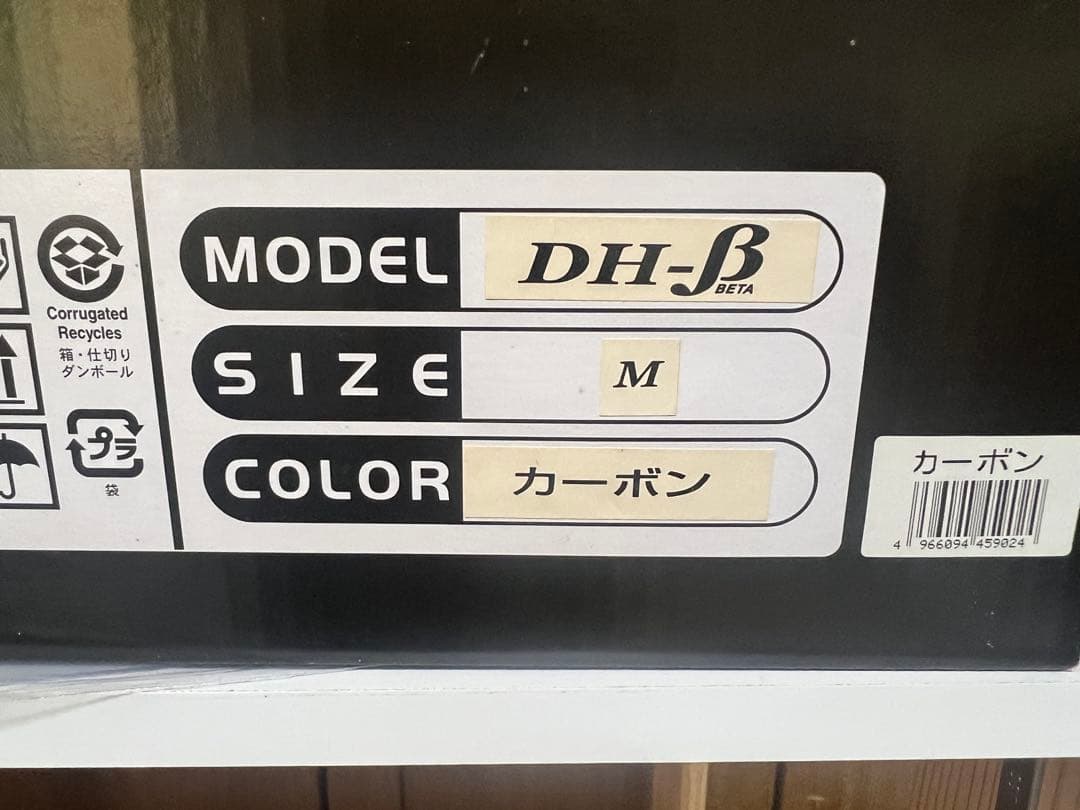 MODEL DH-β
BETA
SIZE M
COLOR カーボン
Corrugated
Recycles
箱・仕切り
ダンボール
プラ
袋
カーボン
4 966094 459024